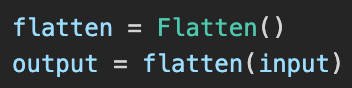 flatten = Flatten()
output = flatten(input)